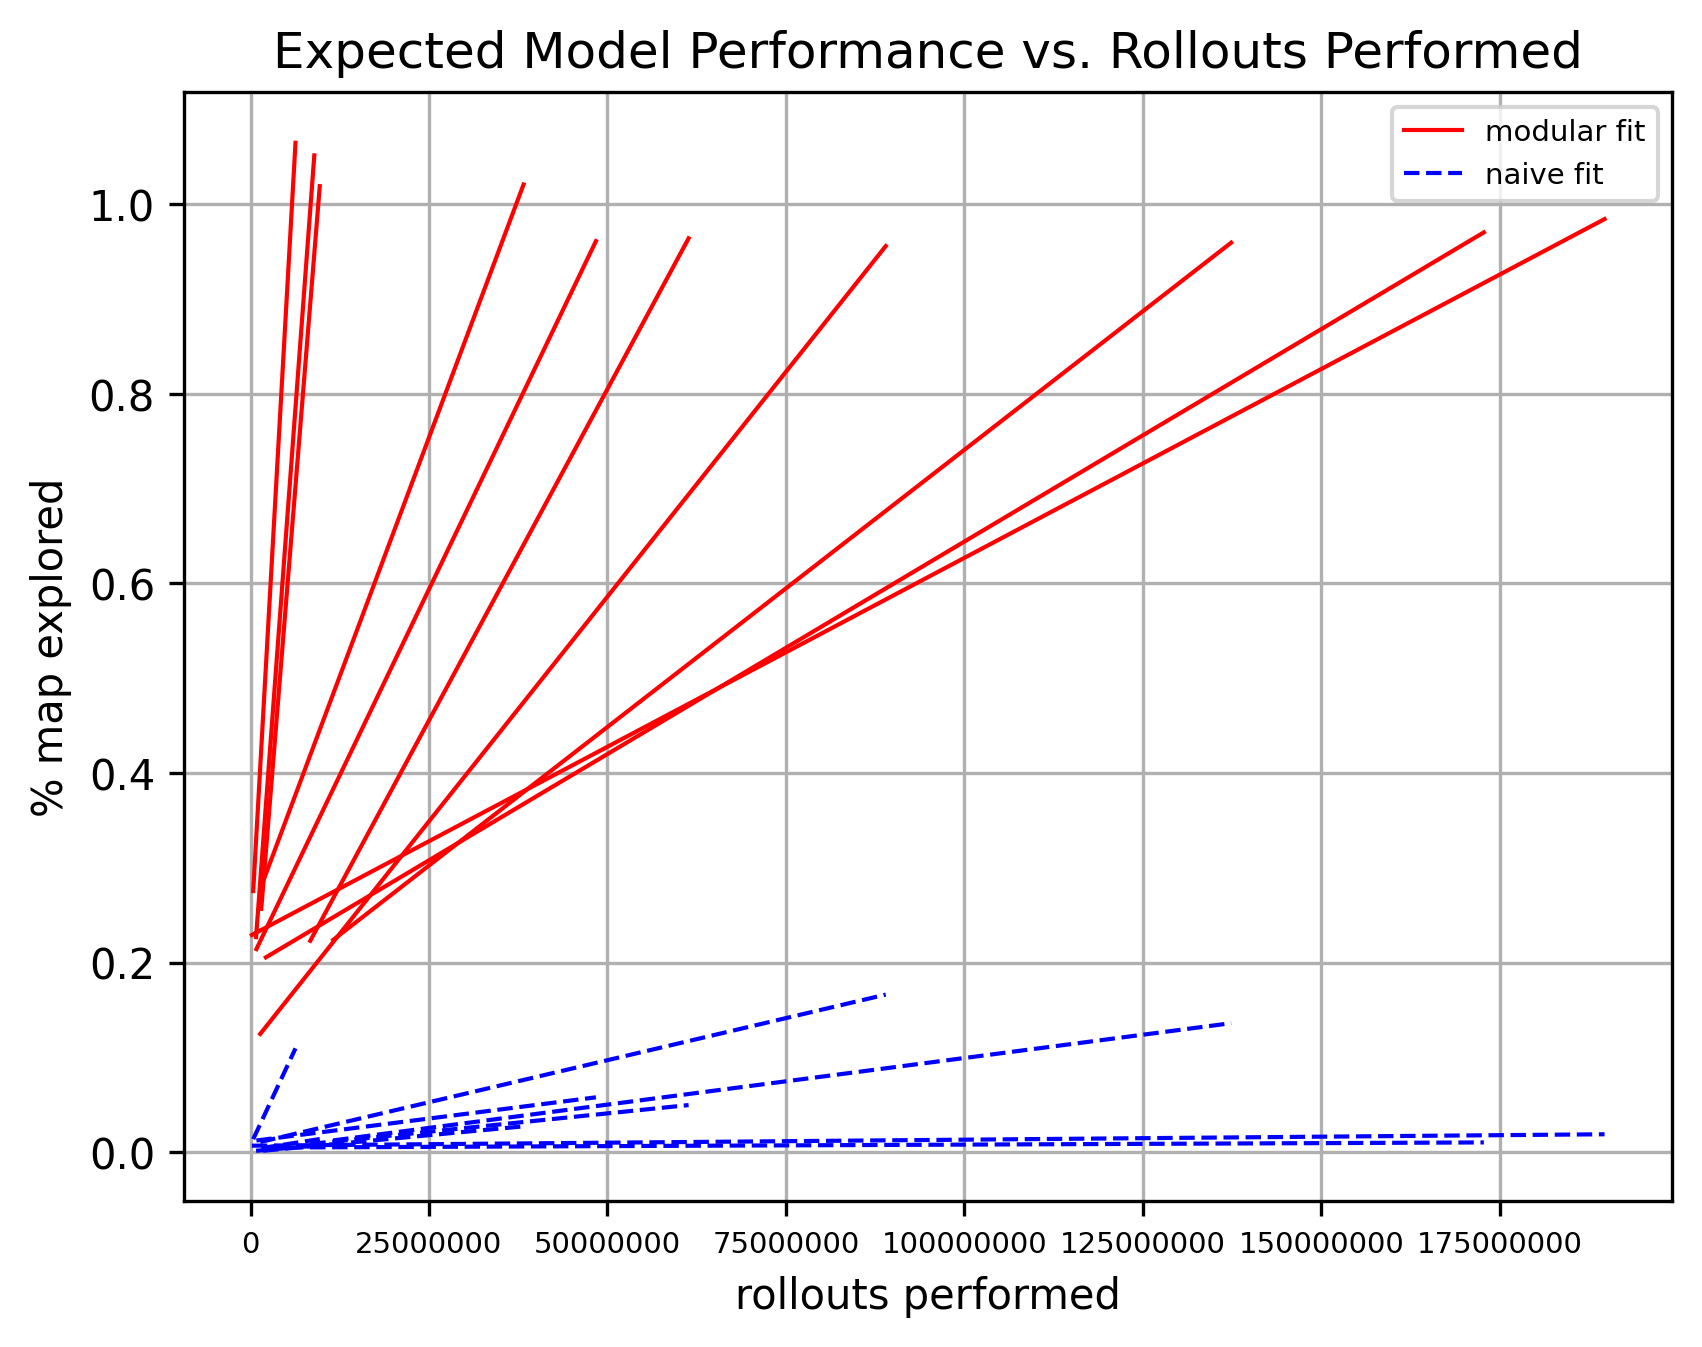 Expected Model Performance vs. Rollouts Performed
modular fit
naive fit
1.0
0.8
0.6
0.4
0.2
0.0
% map explored
0 25000000 50000000 75000000 100000000 125000000 150000000 175000000
rollouts performed